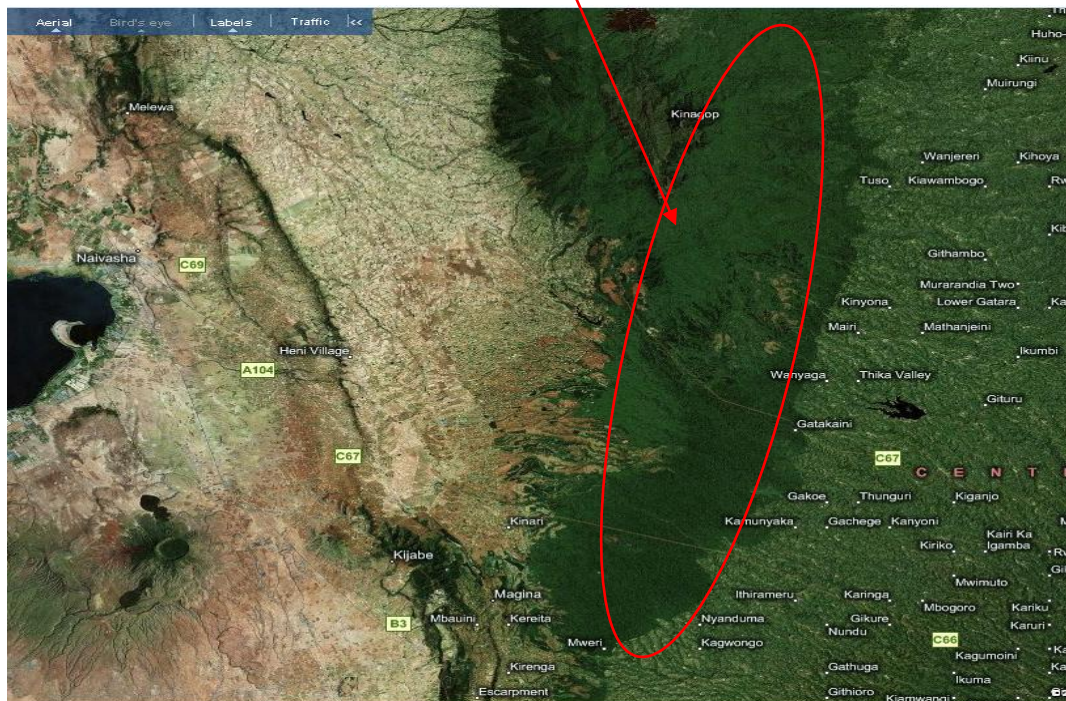 Aerial Bird's eye Labels Traffic <<
Huho-
Kiinu
Muirungi
Melewa
Kinagop
Wanjereri Kihoya
Tuso Kiawambogo
Naivasha
C69
Githambo
Murarandia Two
Kinyona Lower Gatara
Mairi Mathanjeini
Heni Village
Ikumbi
A104
Wanyaga Thika Valley
Gituru
Gatakaini
C67
C67
C E N T
Gakoe Thunguri Kiganjo
Kinari
Kamunyaka Gachege Kanyoni
Kairi Ka
Igamba
Kiriko
Kijabe
Mwimuto
Magina
Ithirameru Karinga
Mbogoro Kariku
B3
Mbauini Kereita
Nyanduma
Gikure
Karuri
Nundu
C66
Mweri Kagwongo
Kagumoini
Kirenga
Gathuga
Ikuma
Escarpment
Githioro
Kiamwangi